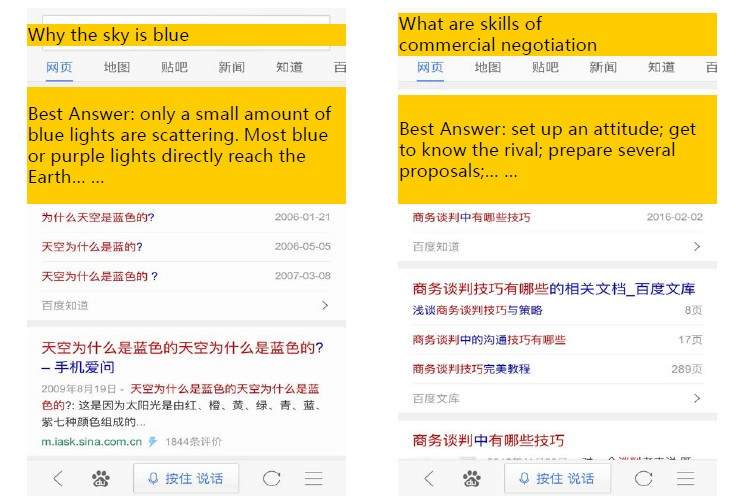 Why the sky is blue
网页 地图 贴吧 新闻 知道 百
Best Answer: only a small amount of
blue lights are scattering. Most blue
or purple lights directly reach the
Earth... ...
为什么天空是蓝色的? 2006-01-21
天空为什么是蓝的? 2006-05-05
天空为什么是蓝色的? 2007-03-08
百度知道
天空为什么是蓝色的天空为什么是蓝色的?
– 手机爱问
2009年8月19日 - 天空为什么是蓝色的天空为什么是蓝
色的?: 这是因为太阳光是由红、橙、黄、绿、青、蓝、
紫七种颜色组成的...
m.iask.sina.com.cn 1844条评价
按住 说话
What are skills of
commercial negotiation
网页 地图 贴吧 新闻 知道 百
Best Answer: set up an attitude; get
to know the rival; prepare several
proposals;... ...
商务谈判中有哪些技巧 2016-02-02
百度知道
商务谈判技巧有哪些的相关文档_百度文库
浅谈商务谈判技巧与策略 8页
商务谈判中的沟通技巧有哪些 17页
商务谈判技巧完美教程 289页
百度文库
商务谈判中有哪些技巧
按住 说话